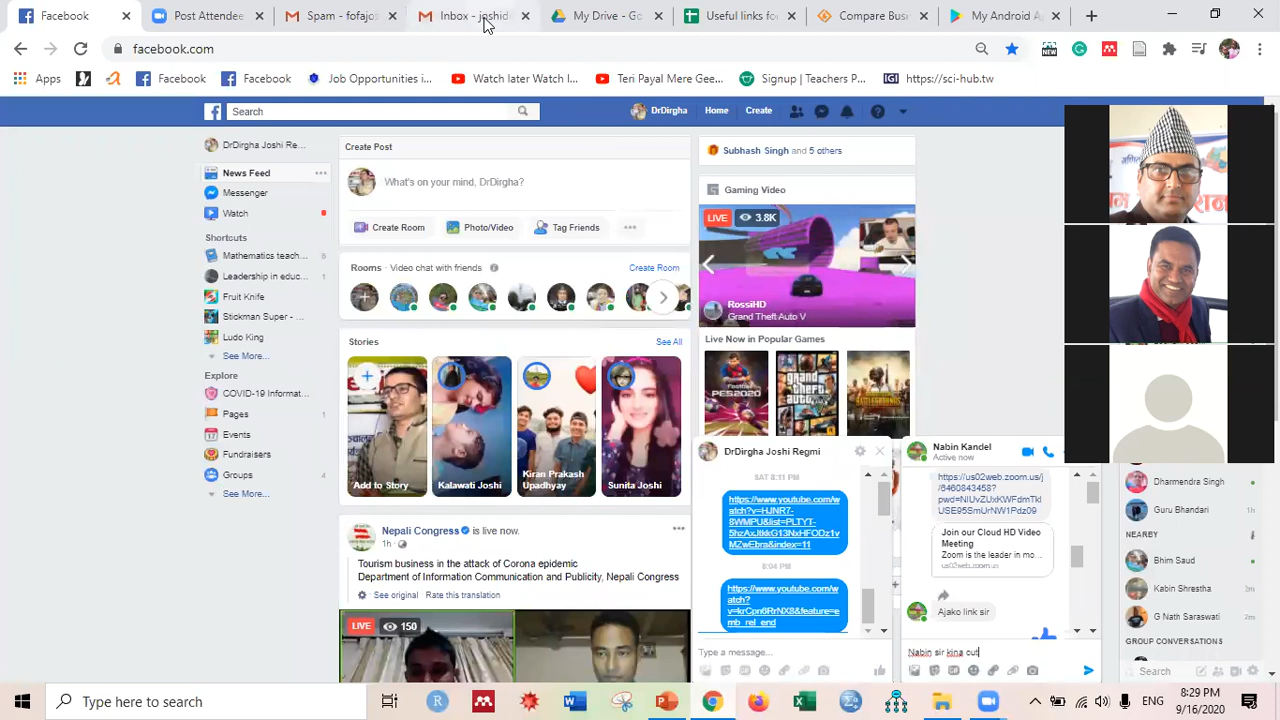 Facebook
Post Attendee
Spam - fofajo
Inbox - joshid
My Drive - Go
Useful links for
Compare Busi
My Android A
facebook.com
Apps
Facebook
Facebook
Job Opportunities i...
Watch later Watch l...
Teri Payal Mere Gee...
Signup | Teachers P...
https://sci-hub.tw
Search
DrDirgha
Home
Create
DrDirgha Joshi Re...
News Feed
Messenger
Watch
Shortcuts
Mathematics teach...
Leadership in educ... 1
Fruit Knife
Stickman Super - ...
Ludo King
See More...
Explore
COVID-19 Informat...
Pages 1
Events
Fundraisers
Groups 6
See More...
Create Post
What's on your mind, DrDirgha?
Create Room
Photo/Video
Tag Friends
Rooms · Video chat with friends
Create Room
Stories
See All
Add to Story
Kalawati Joshi
Kiran Prakash
Upadhyay
Sunita Joshi
Nepali Congress is live now.
1h
Tourism business in the attack of Corona epidemic
Department of Information Communication and Publicity, Nepali Congress
See original · Rate this translation
LIVE 150
Subhash Singh and 5 others
Gaming Video
LIVE 3.8K
RossiHD
Grand Theft Auto V
Live Now in Popular Games
DrDirgha Joshi Regmi
SAT 8:11 PM
https://www.youtube.com/w
atch?v=HJNR7-
8WMPU&list=PLTYT-
8:04 PM
https://www.youtube.com/w
atch?
v=krCpn6RrNX8&feature=e
mb_rel_end
Type a message...
Nabin Kandel
Active now
https://us02web.zoom.us/j
/6460843458?
Join our Cloud HD Video
Meeting
Zoom is the leader in mo...
us02web.zoom.us
Ajako link sir
Nabin sir kina cut
Dharmendra Singh
Guru Bhandari 1h
NEARBY
Bhim Saud
Kabin Shrestha 2m
G Nath Saraswati 2m
GROUP CONVERSATIONS
Search
Type here to search
ENG
8:29 PM
9/16/2020